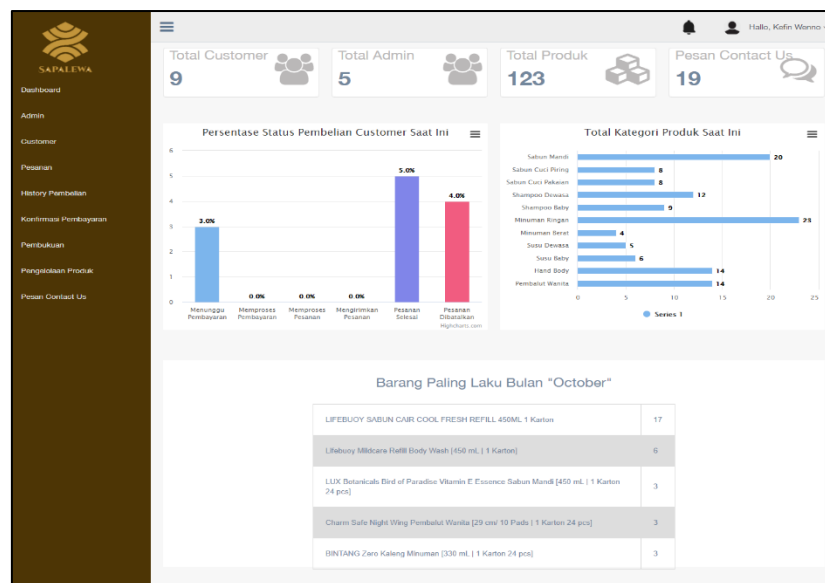 SAPALEWA
Dashboard
Admin
Customer
Pesanan
History Pembelian
Konfirmasi Pembayaran
Pembukuan
Pengelolaan Produk
Pesan Contact Us
Hallo, Kefin Wenno
Total Customer
9
Total Admin
5
Total Produk
123
Pesan Contact Us
19
Persentase Status Pembelian Customer Saat Ini
6
5
4
3
2
1
0
3.0%
0.0%
0.0%
0.0%
5.0%
4.0%
Menunggu Pembayaran
Memproses Pembayaran
Memproses Pesanan
Mengirimkan Pesanan
Pesanan Selesai
Pesanan Dibatalkan
Highcharts.com
Total Kategori Produk Saat Ini
Sabun Mandi 20
Sabun Cuci Piring 8
Sabun Cuci Pakaian 8
Shampoo Dewasa 12
Shampoo Baby 9
Minuman Ringan 23
Minuman Berat 4
Susu Dewasa 5
Susu Baby 6
Hand Body 14
Pembalut Wanita 14
0 5 10 15 20 25
Series 1
Barang Paling Laku Bulan "October"
LIFEBUOY SABUN CAIR COOL FRESH REFILL 450ML 1 Karton 17
Lifebuoy Mildcare Refill Body Wash [450 mL | 1 Karton] 6
LUX Botanicals Bird of Paradise Vitamin E Essence Sabun Mandi [450 mL | 1 Karton
24 pcs] 3
Charm Safe Night Wing Pembalut Wanita [29 cm/ 10 Pads | 1 Karton 24 pcs] 3
BINTANG Zero Kaleng Minuman [330 mL | 1 Karton 24 pcs] 3